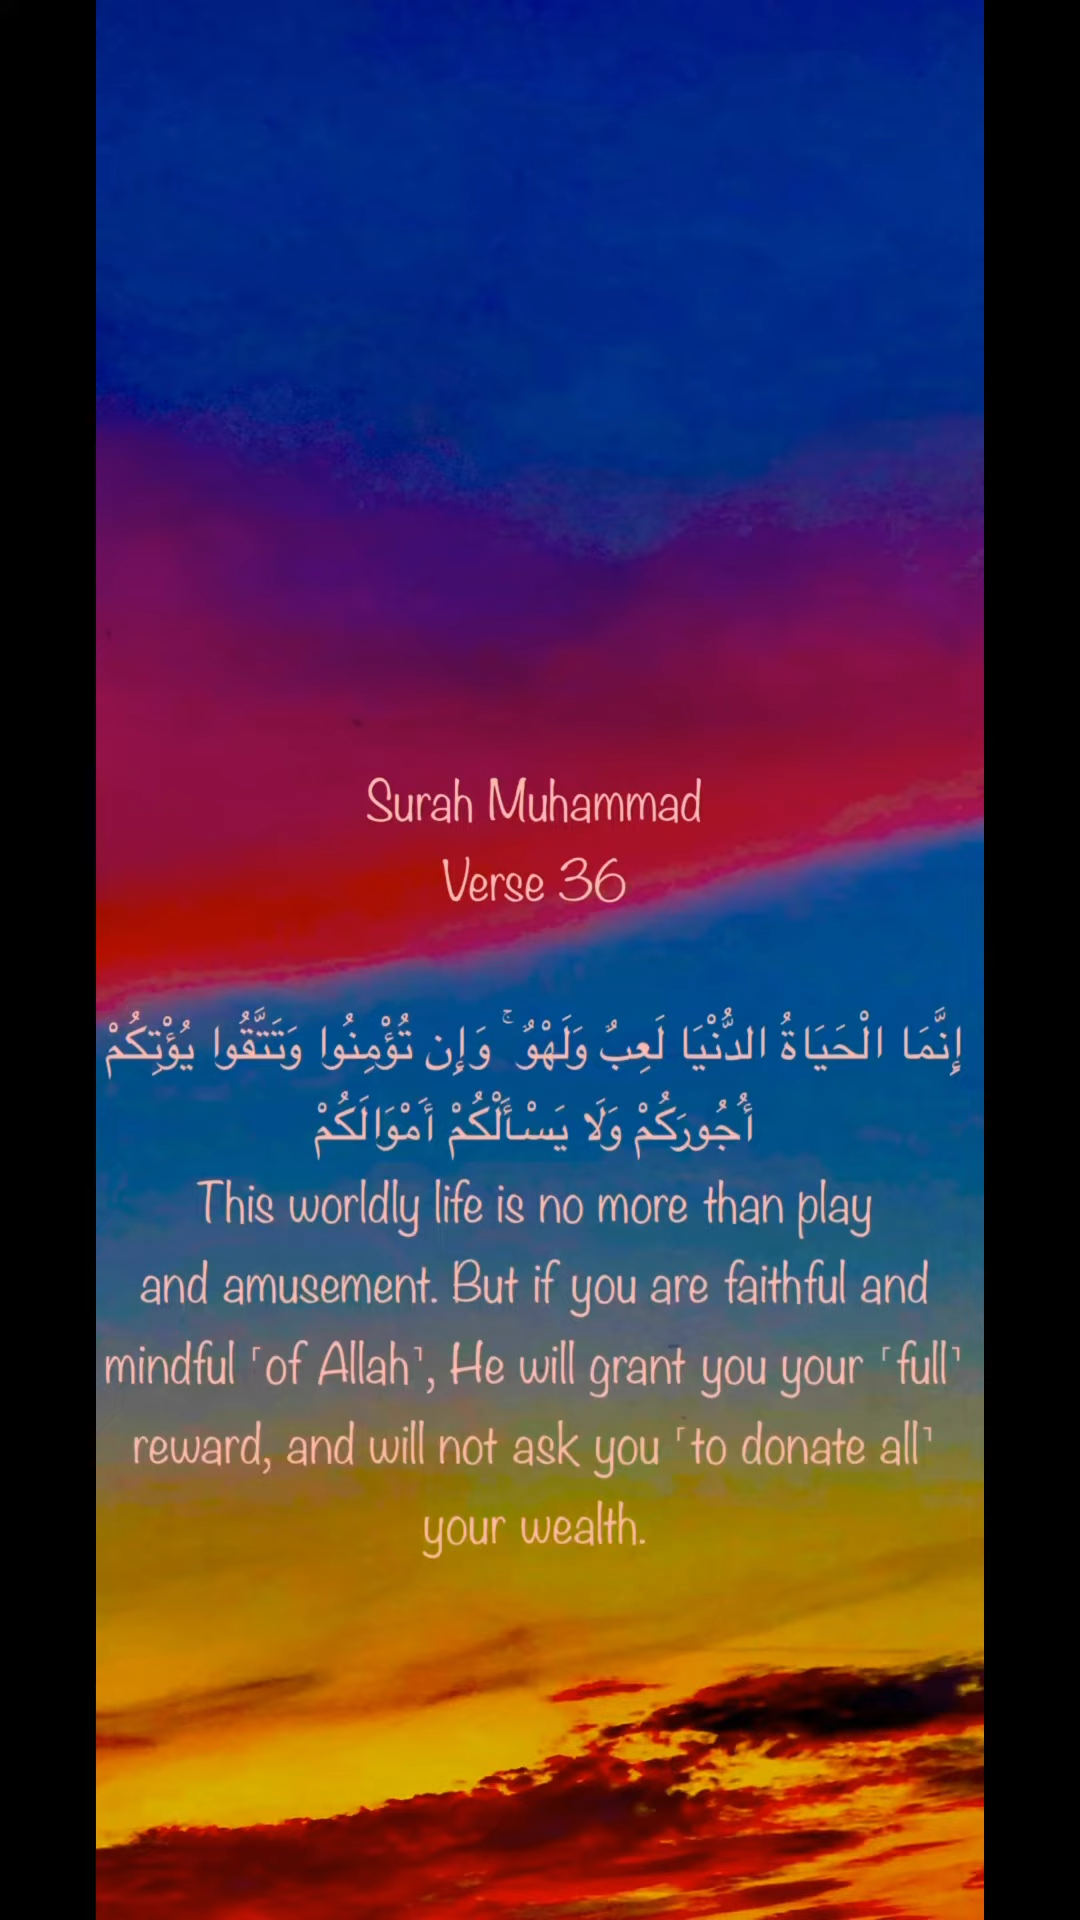 Surah Muhammad
Verse 36
إِنَّمَا الْحَيَاةُ الدُّنْيَا لَعِبٌ وَلَهْوٌ ۚ وَإِن تُؤْمِنُوا وَتَتَّقُوا يُؤْتِكُمْ
أُجُورَكُمْ وَلَا يَسْأَلْكُمْ أَمْوَالَكُمْ
This worldly life is no more than play
and amusement. But if you are faithful and
mindful ˹of Allah˺, He will grant you your ˹full˺
reward, and will not ask you ˹to donate all˺
your wealth.